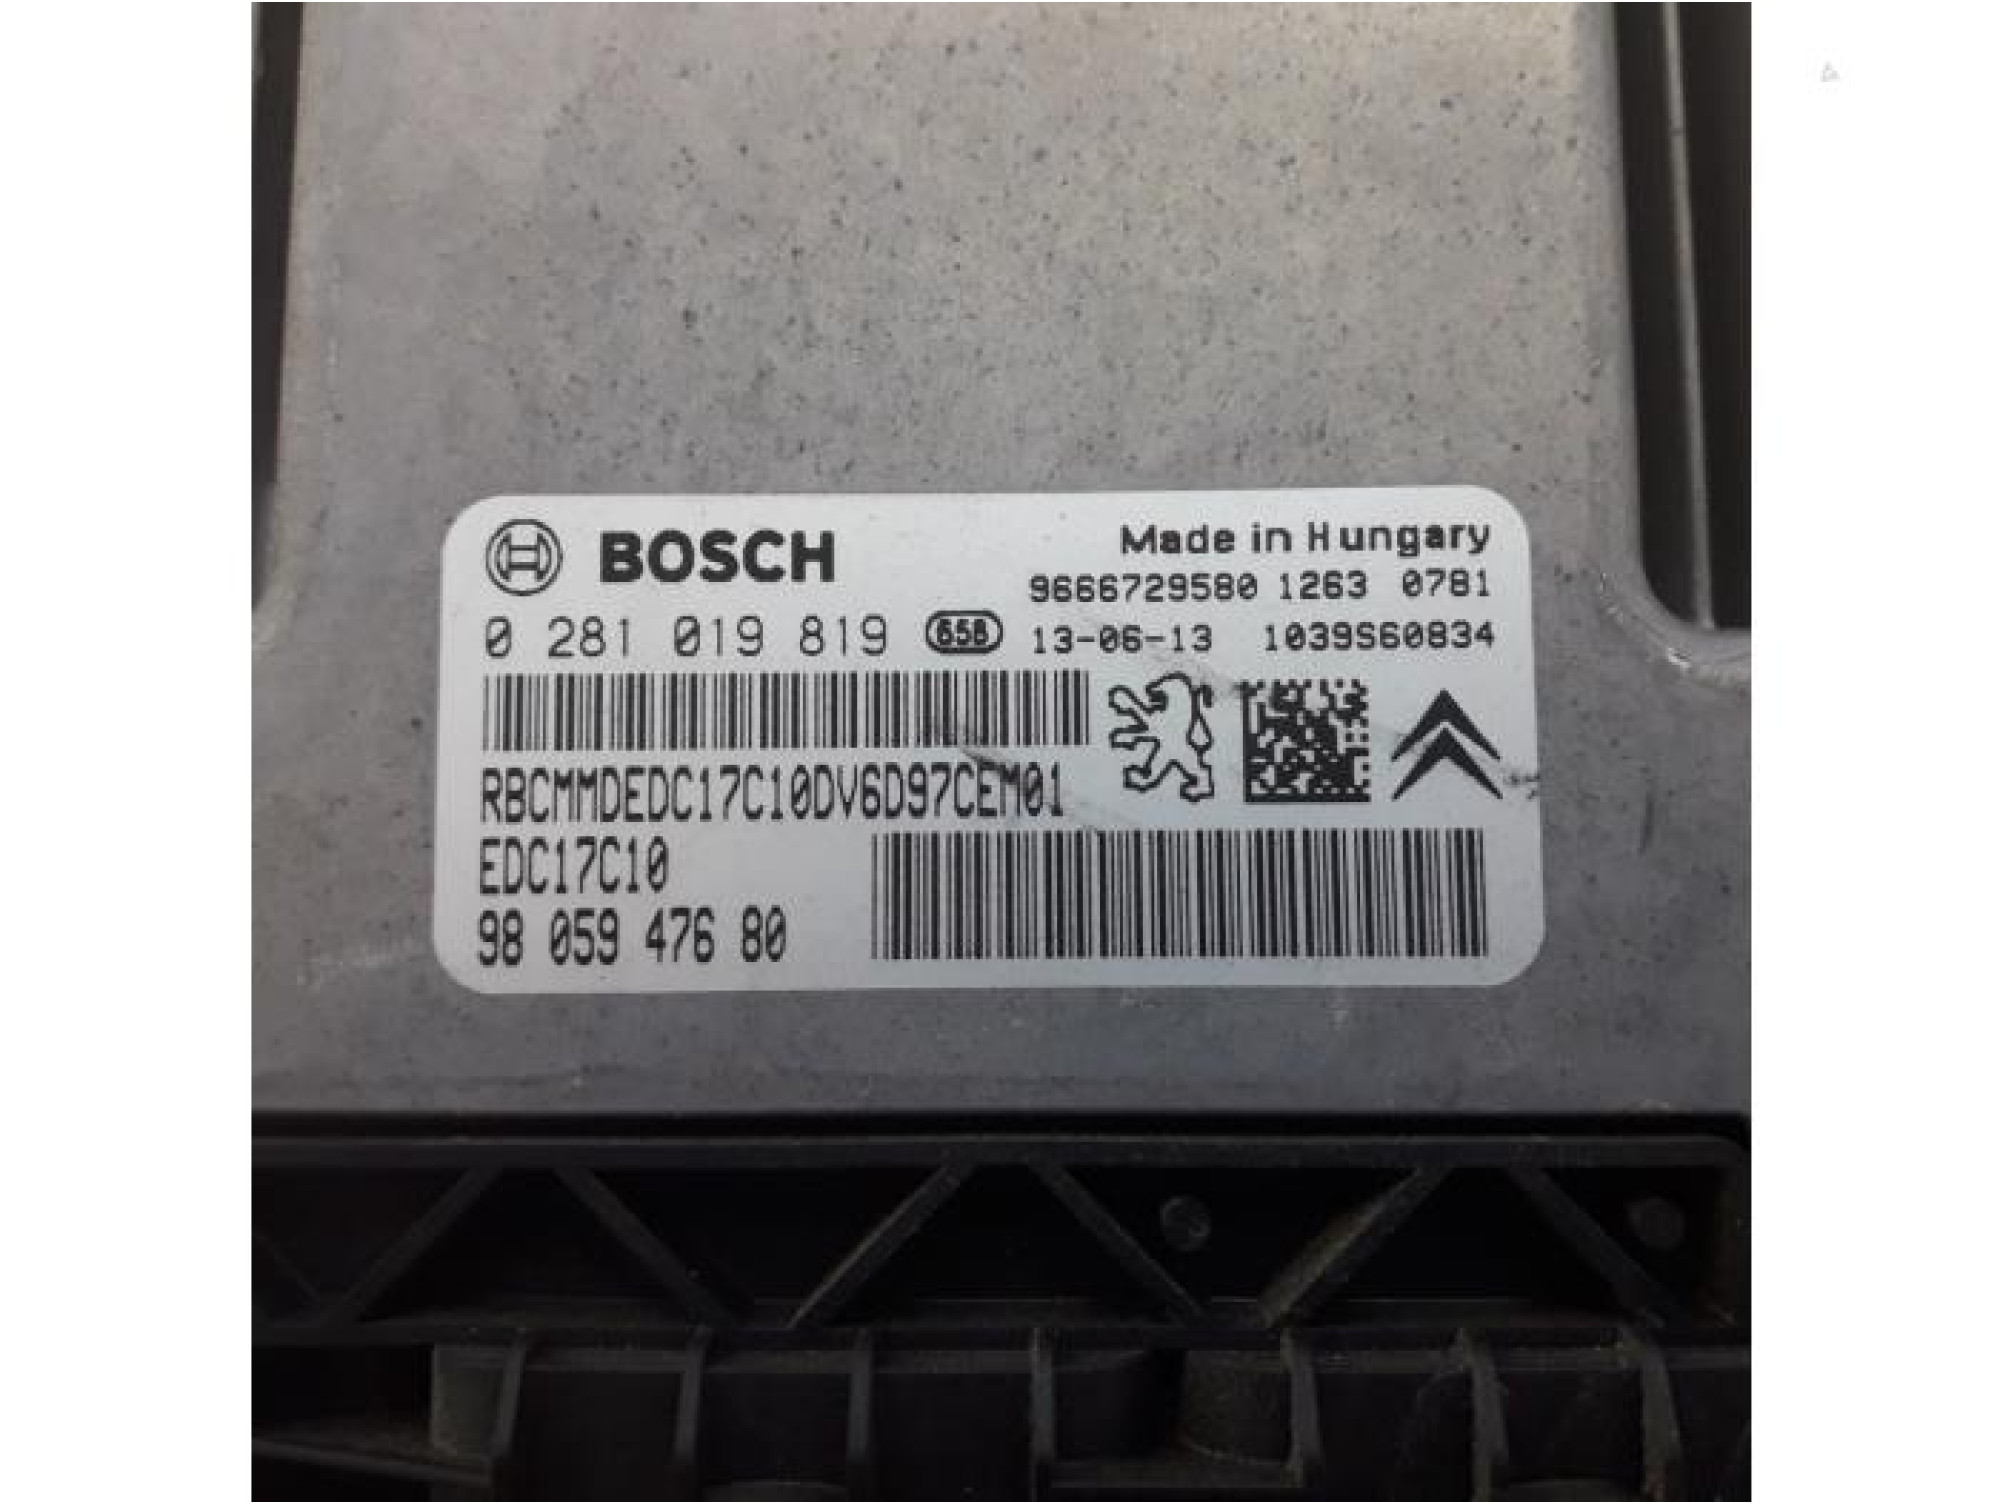 BOSCH
Made in Hungary
9666729580 1263 0781
0 281 019 819 65B 13-06-13 1039S60834
RBCMMDEDC17C10DV6D97CEM01
EDC17C10
98 059 476 80